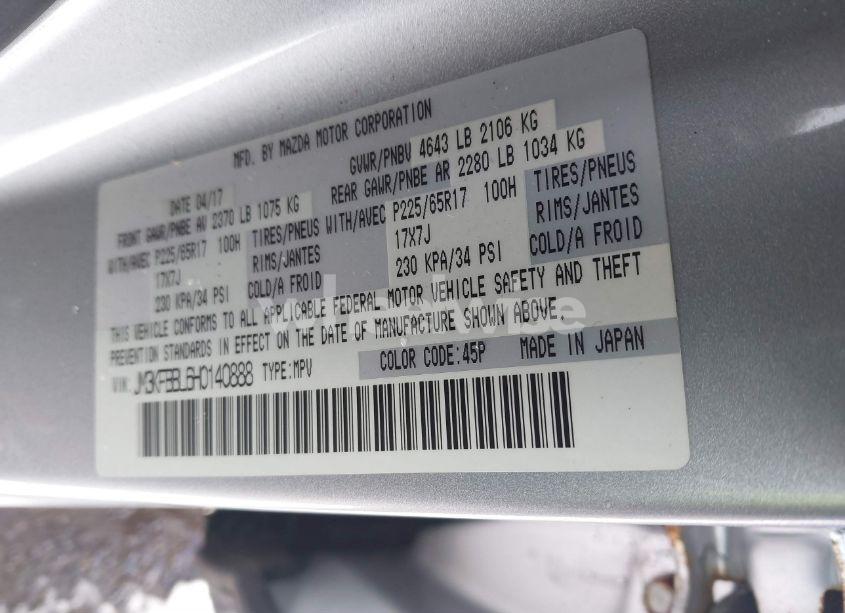 MFD. BY MAZDA MOTOR CORPORATION
DATE 04/17 GVWR/PNBV 4643 LB 2106 KG
FRONT GAWR/PNBE AV 2370 LB 1075 KG REAR GAWR/PNBE AR 2280 LB 1034 KG
WITH/AVEC P225/65R17 100H TIRES/PNEUS WITH/AVEC P225/65R17 100H TIRES/PNEUS
17X7J RIMS/JANTES 17X7J RIMS/JANTES
230 KPA/34 PSI COLD/A FROID 230 KPA/34 PSI COLD/A FROID
THIS VEHICLE CONFORMS TO ALL APPLICABLE FEDERAL MOTOR VEHICLE SAFETY AND THEFT
PREVENTION STANDARDS IN EFFECT ON THE DATE OF MANUFACTURE SHOWN ABOVE.
VIN: JM3KFBBL6H0140888 TYPE:MPV COLOR CODE:45P MADE IN JAPAN